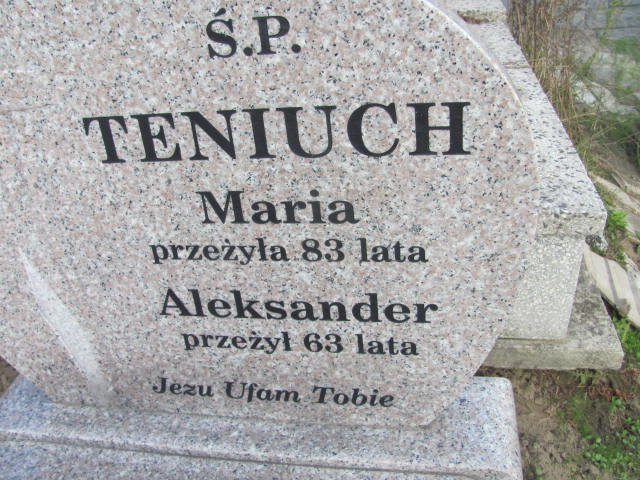 Ś.P.
TENIUCH
Maria
przeżyła 83 lata
Aleksander
przeżył 63 lata
Jezu Ufam Tobie